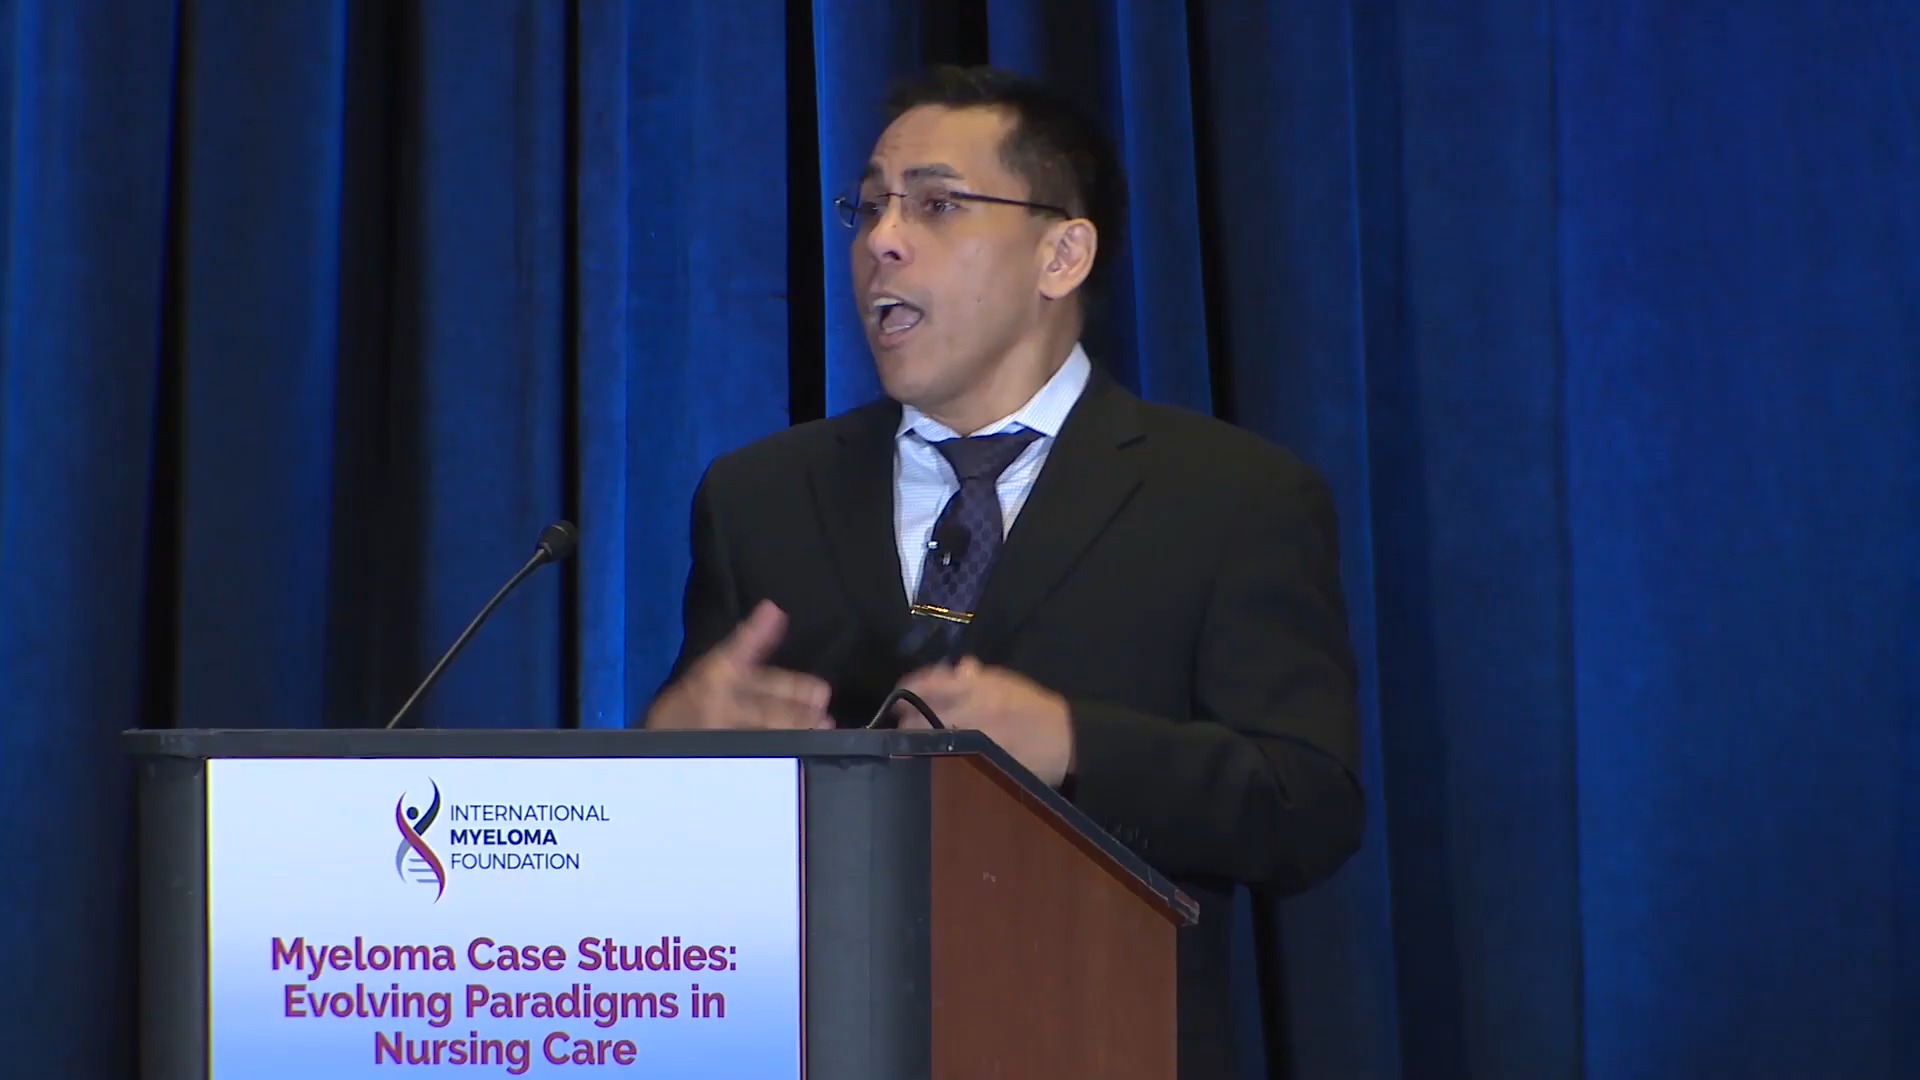 INTERNATIONAL
MYELOMA
FOUNDATION
Myeloma Case Studies:
Evolving Paradigms in
Nursing Care